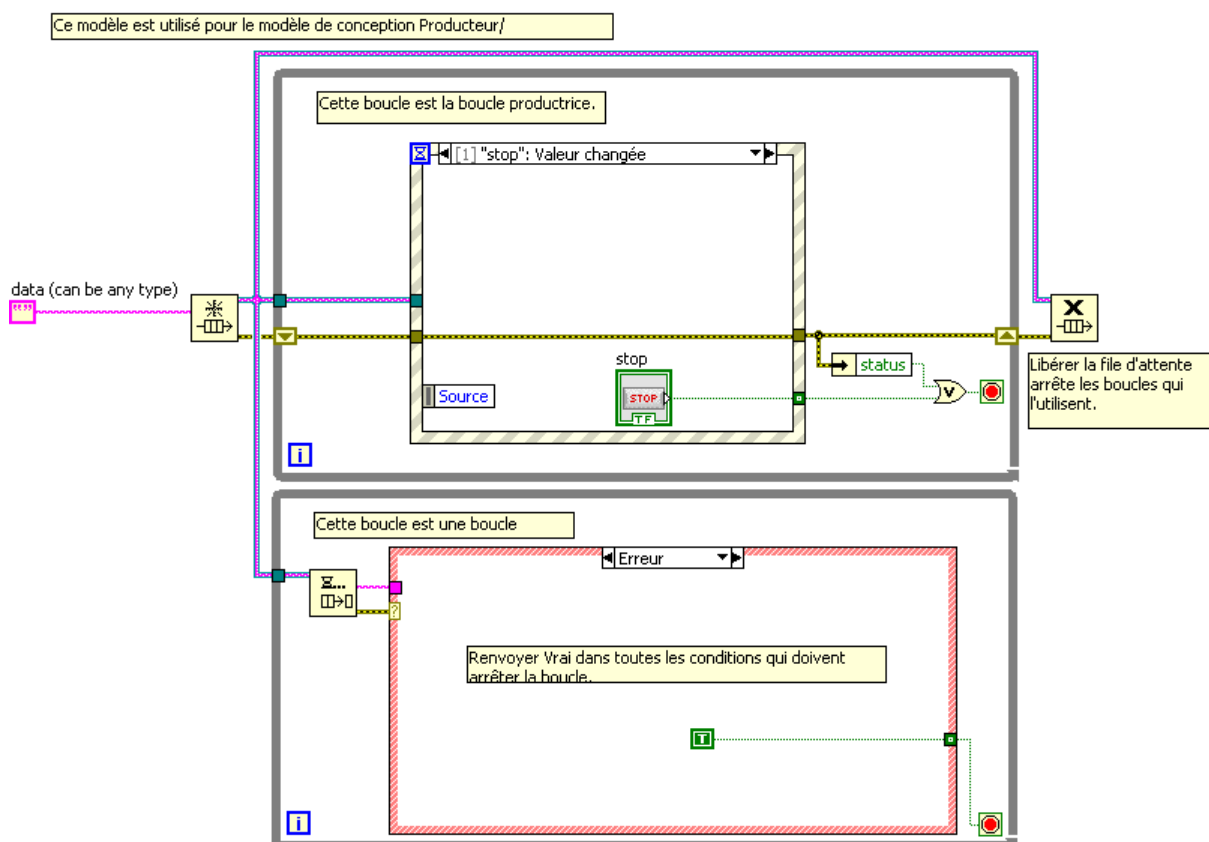 Ce modèle est utilisé pour le modèle de conception Producteur/
Cette boucle est la boucle productrice.
[1] "stop": Valeur changée
data (can be any type)
stop
STOP
TF
Source
status
V
Libérer la file d'attente
arrête les boucles qui
l'utilisent.
i
Cette boucle est une boucle
Erreur
?
Renvoyer Vrai dans toutes les conditions qui doivent
arrêter la boucle.
T
i